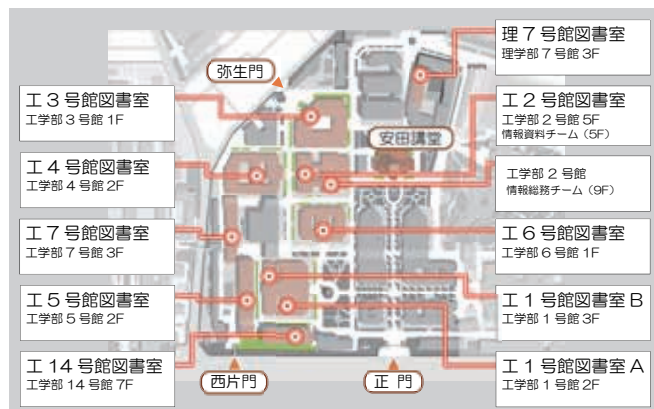 理７号館図書室
理学部７号館 3F
弥生門
工３号館図書室
工学部３号館 1F
工２号館図書室
工学部２号館 5F
情報資料チーム（5F）
安田講堂
工４号館図書室
工学部４号館 2F
工学部２号館
情報総務チーム（9F）
工７号館図書室
工学部７号館 3F
工６号館図書室
工学部６号館 1F
工５号館図書室
工学部５号館 2F
工１号館図書室 B
工学部１号館 3F
工 14 号館図書室
工学部 14 号館 7F
工１号館図書室 A
工学部１号館 2F
西片門
正 門